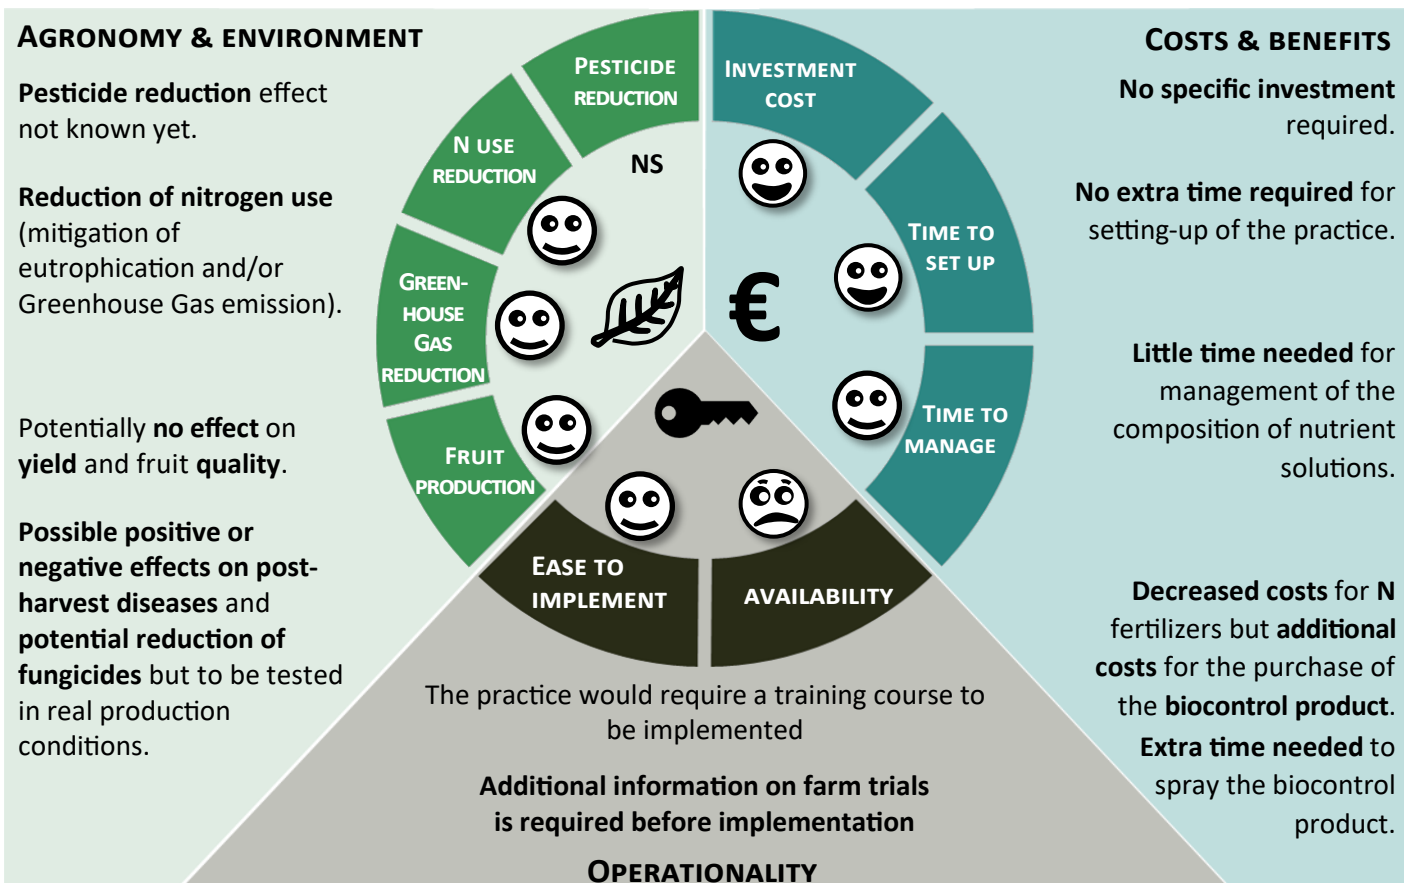 AGRONOMY & ENVIRONMENT
Pesticide reduction effect
not known yet.
Reduction of nitrogen use
(mitigation of
eutrophication and/or
Greenhouse Gas emission).
Potentially no effect on
yield and fruit quality.
Possible positive or
negative effects on post-
harvest diseases and
potential reduction of
fungicides but to be tested
in real production
conditions.
PESTICIDE
REDUCTION
N USE
REDUCTION
GREEN-
HOUSE
GAS
REDUCTION
FRUIT
PRODUCTION
NS
€
INVESTMENT
COST
TIME TO
SET UP
TIME TO
MANAGE
EASE TO
IMPLEMENT
AVAILABILITY
COSTS & BENEFITS
No specific investment
required.
No extra time required for
setting-up of the practice.
Little time needed for
management of the
composition of nutrient
solutions.
Decreased costs for N
fertilizers but additional
costs for the purchase of
the biocontrol product.
Extra time needed to
spray the biocontrol
product.
The practice would require a training course to
be implemented
Additional information on farm trials
is required before implementation
OPERATIONALITY